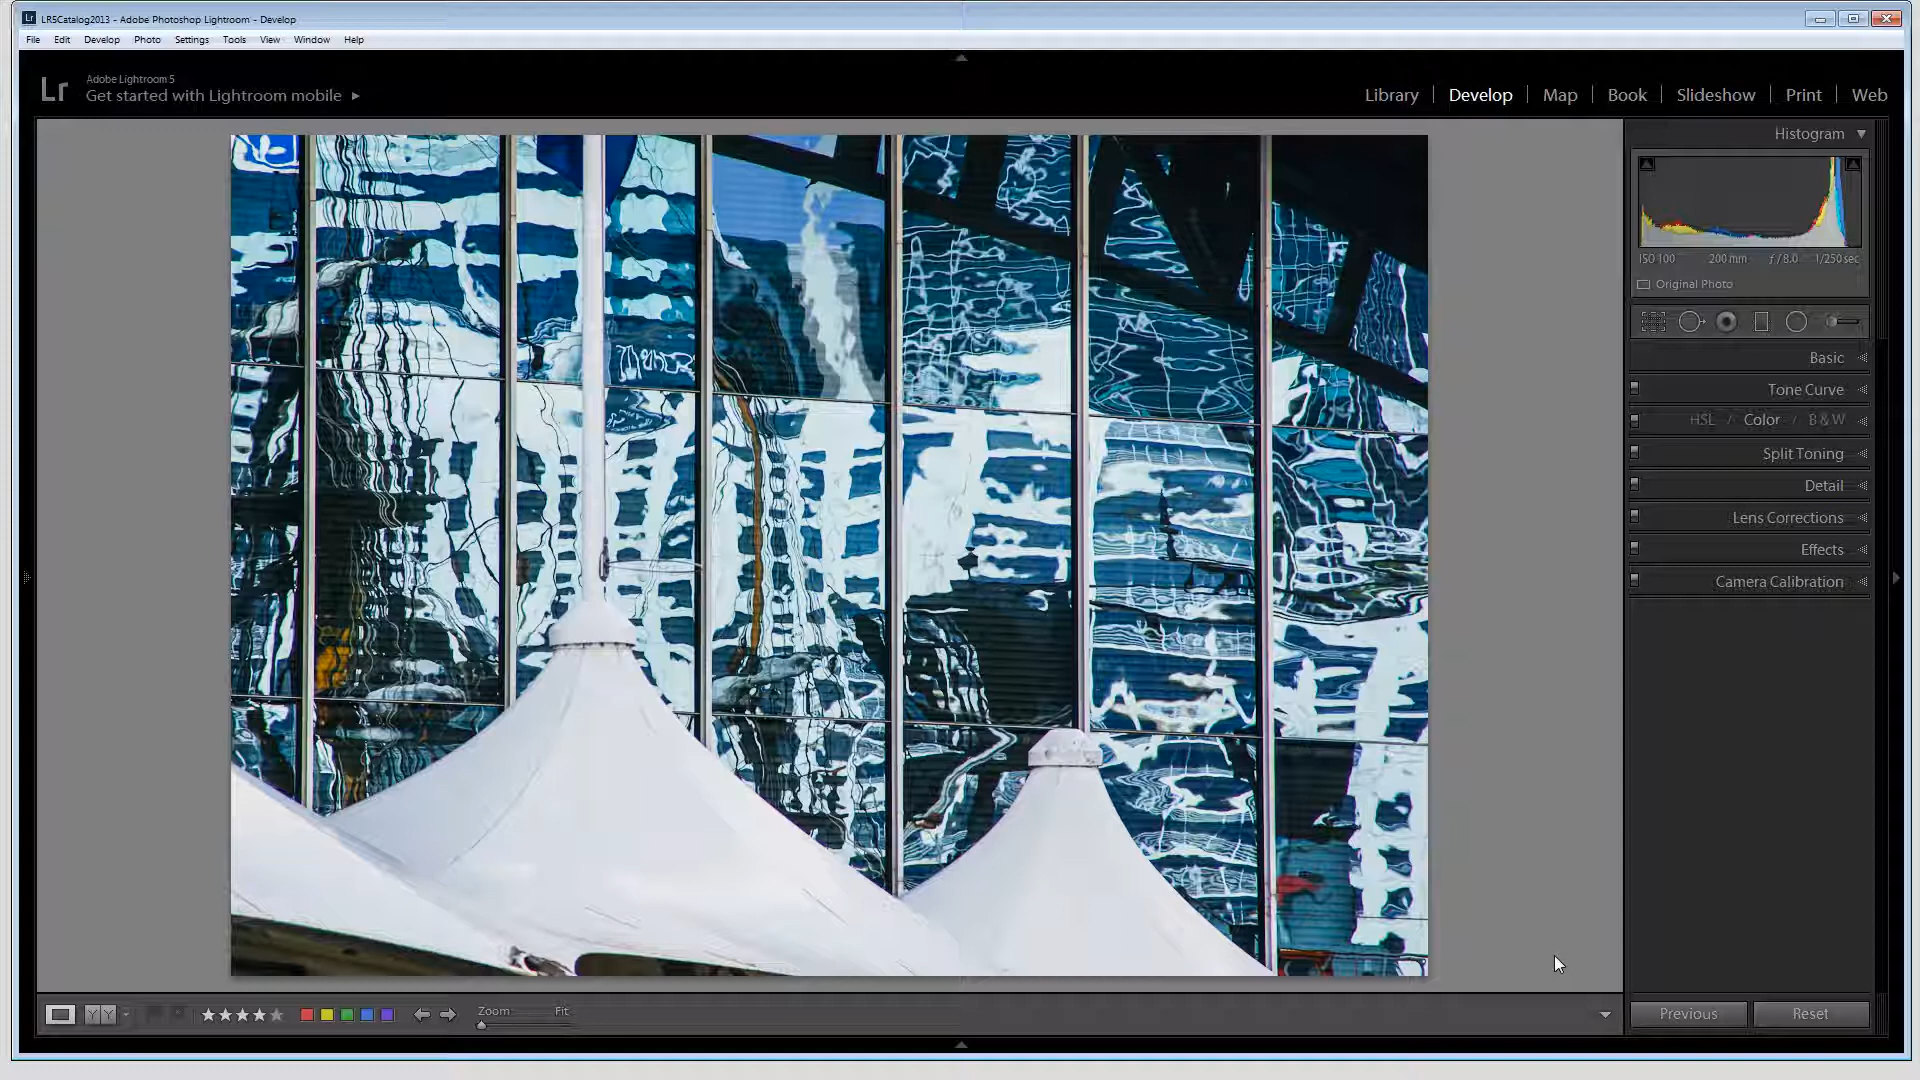 LR5Catalog2013 - Adobe Photoshop Lightroom - Develop
File Edit Develop Photo Settings Tools View Window Help
Lr
Adobe Lightroom 5
Get started with Lightroom mobile
Library Develop Map Book Slideshow Print Web
Histogram
ISO 100 200 mm ƒ / 8.0 1/250 sec
Original Photo
Basic
Tone Curve
HSL / Color / B & W
Split Toning
Detail
Lens Corrections
Effects
Camera Calibration
Y Y
Zoom Fit
Previous Reset